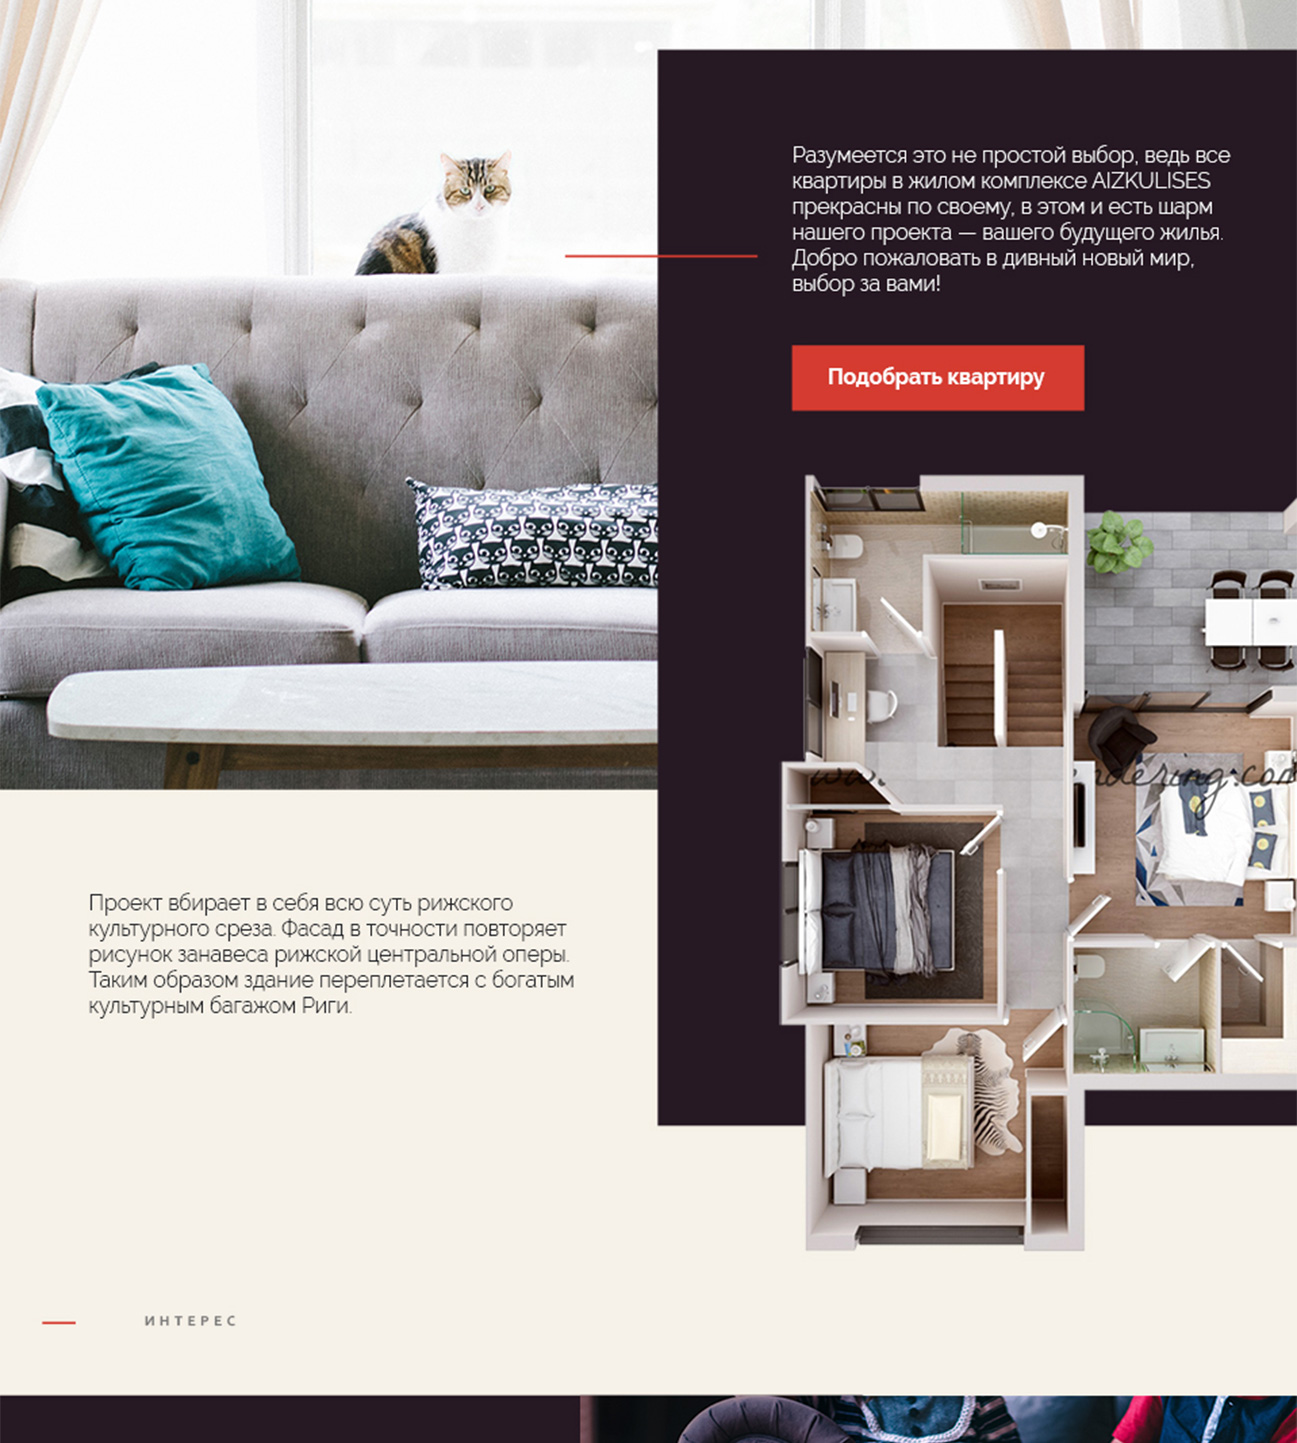 Разумеется это не простой выбор, ведь все
квартиры в жилом комплексе AIZKULISES
прекрасны по своему, в этом и есть шарм
нашего проекта — вашего будущего жилья.
Добро пожаловать в дивный новый мир,
выбор за вами!
Подобрать квартиру
Проект вбирает в себя всю суть рижского
культурного среза. Фасад в точности повторяет
рисунок занавеса рижской центральной оперы.
Таким образом здание переплетается с богатым
культурным багажом Риги.
ИНТЕРЕС